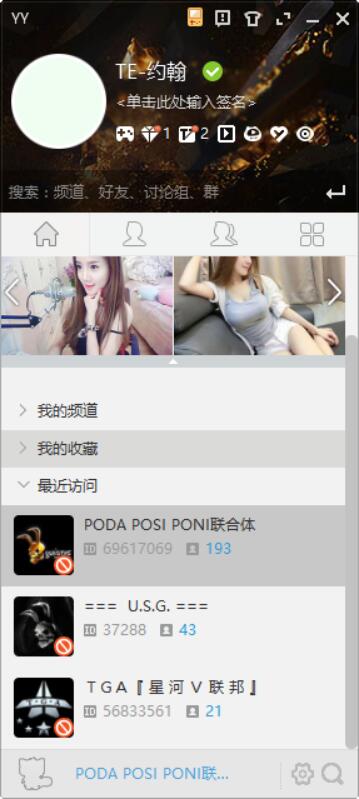 YY
TE-约翰
<单击此处输入签名>
1 2
搜索：频道、好友、讨论组、群
我的频道
我的收藏
最近访问
PODA POSI PONI联合体
ID 69617069 193
=== U.S.G. ===
ID 37288 43
T G A『 星 河 V 联 邦 』
ID 56833561 21
PODA POSI PONI联...